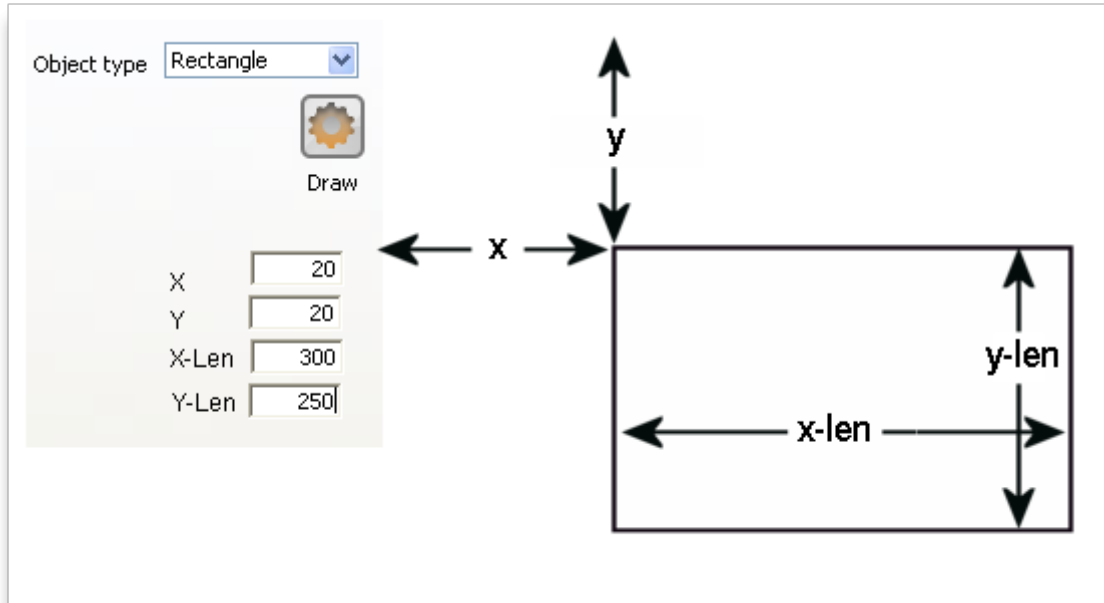 Object type Rectangle
Draw
X 20
Y 20
X-Len 300
Y-Len 250
y
x
y-len
x-len